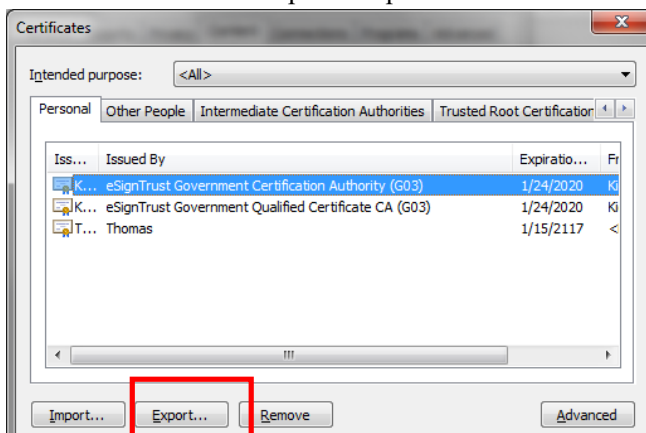 Certificates
Intended purpose: <All>
Personal Other People Intermediate Certification Authorities Trusted Root Certification
Iss... Issued By Expiratio... Fr
K... eSignTrust Government Certification Authority (G03) 1/24/2020 Ki
K... eSignTrust Government Qualified Certificate CA (G03) 1/24/2020 Ki
T... Thomas 1/15/2117 <
Import... Export... Remove Advanced